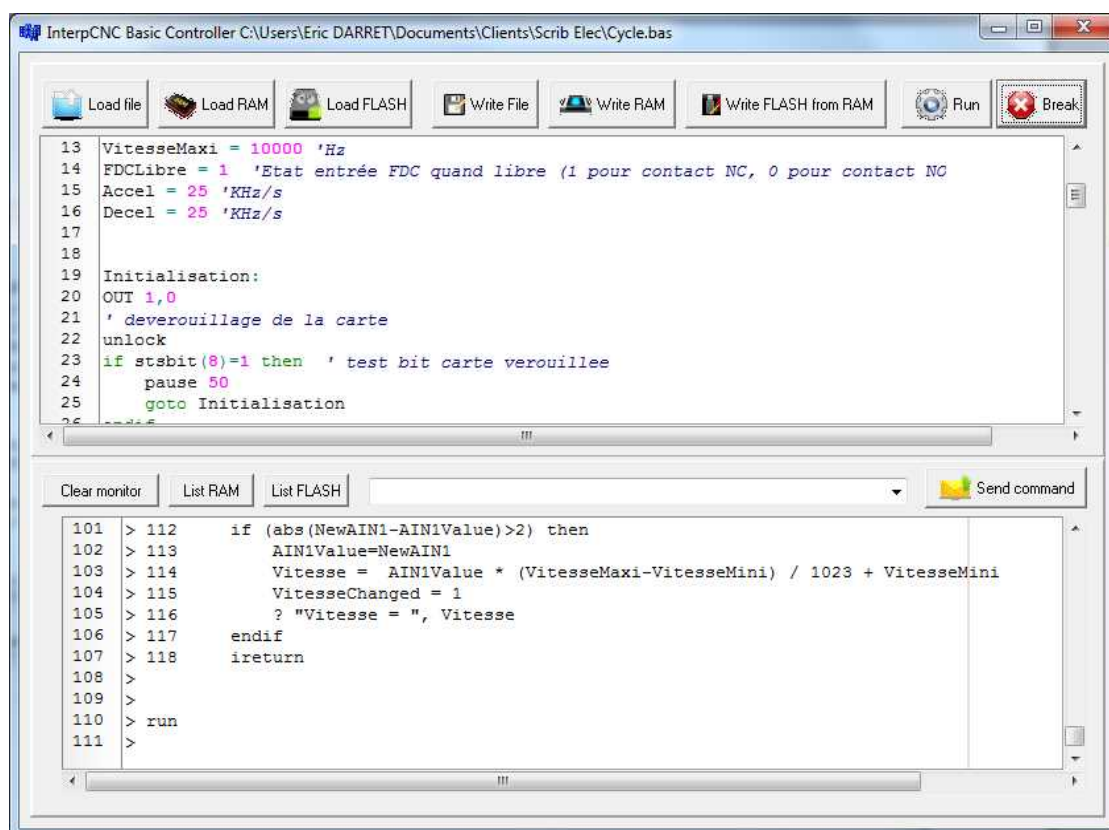 InterpCNC Basic Controller C:\Users\Eric DARRET\Documents\Clients\Scrib Elec\Cycle.bas
Load file Load RAM Load FLASH Write File Write RAM Write FLASH from RAM Run Break
13 VitesseMaxi = 10000 'Hz
14 FDCLibre = 1 'Etat entrée FDC quand libre (1 pour contact NC, 0 pour contact NO
15 Accel = 25 'KHz/s
16 Decel = 25 'KHz/s
17
18
19 Initialisation:
20 OUT 1,0
21 ' deverouillage de la carte
22 unlock
23 if stsbit(8)=1 then ' test bit carte verouillee
24 pause 50
25 goto Initialisation
26 endif
Clear monitor List RAM List FLASH Send command
101 > 112 if (abs(NewAIN1-AIN1Value)>2) then
102 > 113 AIN1Value=NewAIN1
103 > 114 Vitesse = AIN1Value * (VitesseMaxi-VitesseMini) / 1023 + VitesseMini
104 > 115 VitesseChanged = 1
105 > 116 ? "Vitesse = ", Vitesse
106 > 117 endif
107 > 118 ireturn
108 >
109 >
110 > run
111 >